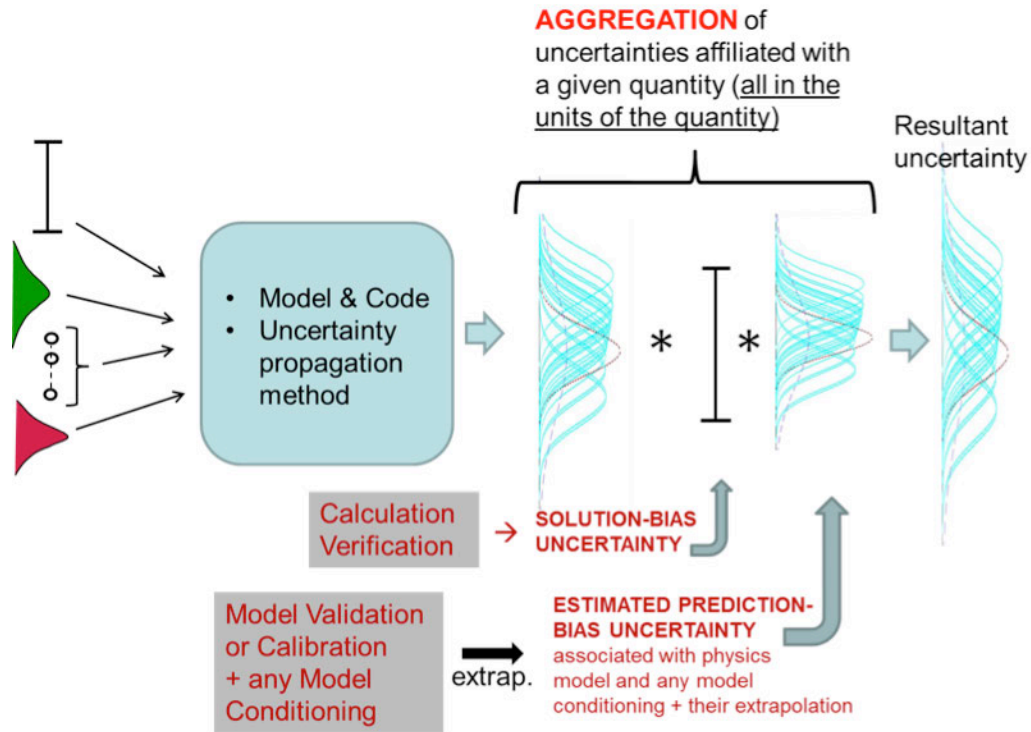 AGGREGATION of
uncertainties affiliated with
a given quantity (all in the
units of the quantity)
Resultant
uncertainty
• Model & Code
• Uncertainty
propagation
method
* *
Calculation
Verification
→ SOLUTION-BIAS
UNCERTAINTY
Model Validation
or Calibration
+ any Model
Conditioning
extrap.
ESTIMATED PREDICTION-
BIAS UNCERTAINTY
associated with physics
model and any model
conditioning + their extrapolation